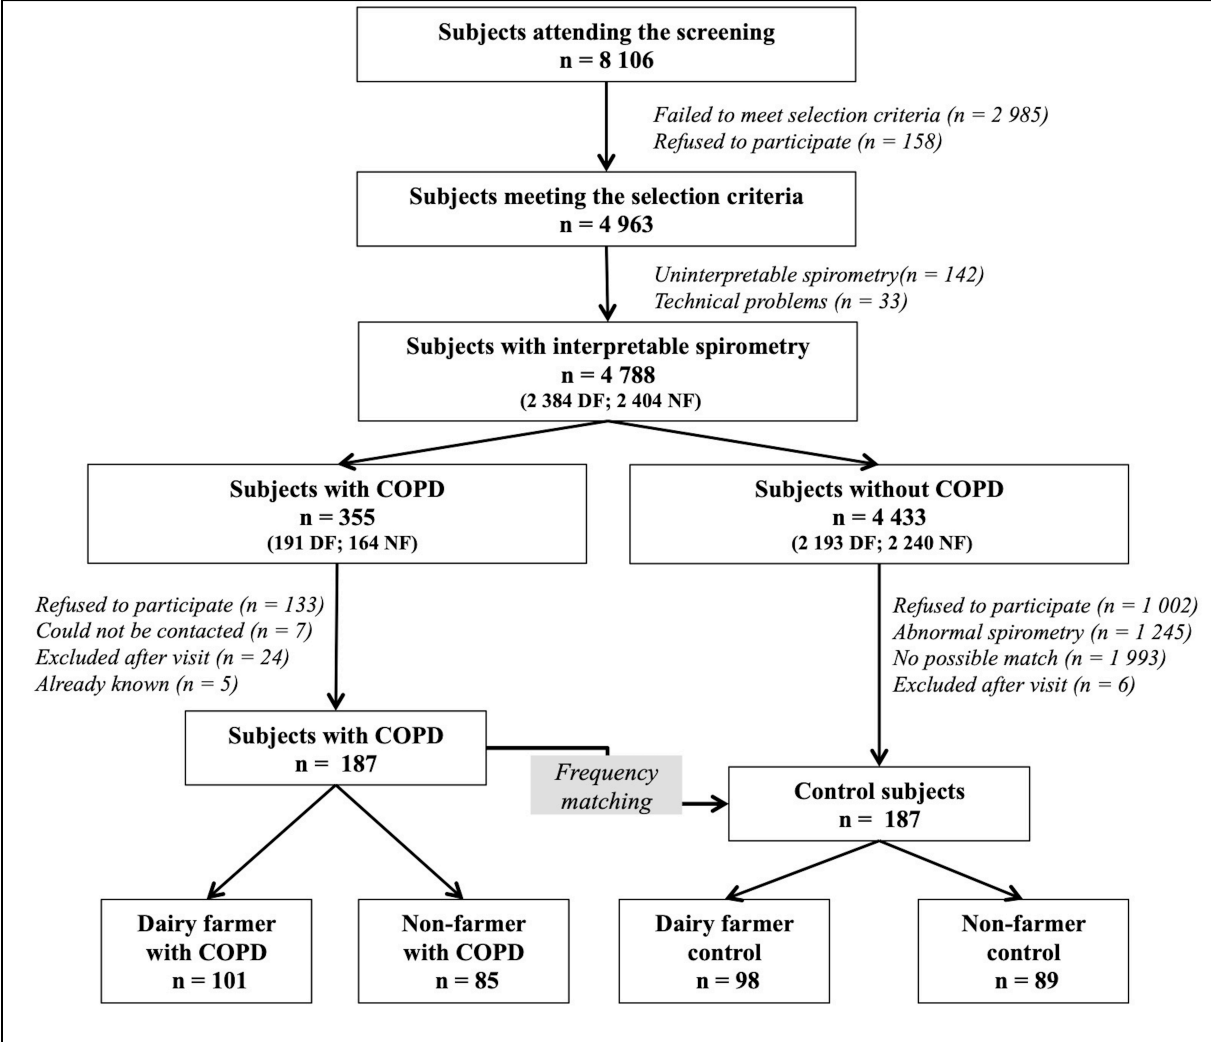 Subjects attending the screening
n = 8 106
Failed to meet selection criteria (n = 2 985)
Refused to participate (n = 158)
Subjects meeting the selection criteria
n = 4 963
Uninterpretable spirometry(n = 142)
Technical problems (n = 33)
Subjects with interpretable spirometry
n = 4 788
(2 384 DF; 2 404 NF)
Subjects with COPD
n = 355
(191 DF; 164 NF)
Subjects without COPD
n = 4 433
(2 193 DF; 2 240 NF)
Refused to participate (n = 133)
Could not be contacted (n = 7)
Excluded after visit (n = 24)
Already known (n = 5)
Refused to participate (n = 1 002)
Abnormal spirometry (n = 1 245)
No possible match (n = 1 993)
Excluded after visit (n = 6)
Subjects with COPD
n = 187
Frequency
matching
Control subjects
n = 187
Dairy farmer
with COPD
n = 101
Non-farmer
with COPD
n = 85
Dairy farmer
control
n = 98
Non-farmer
control
n = 89